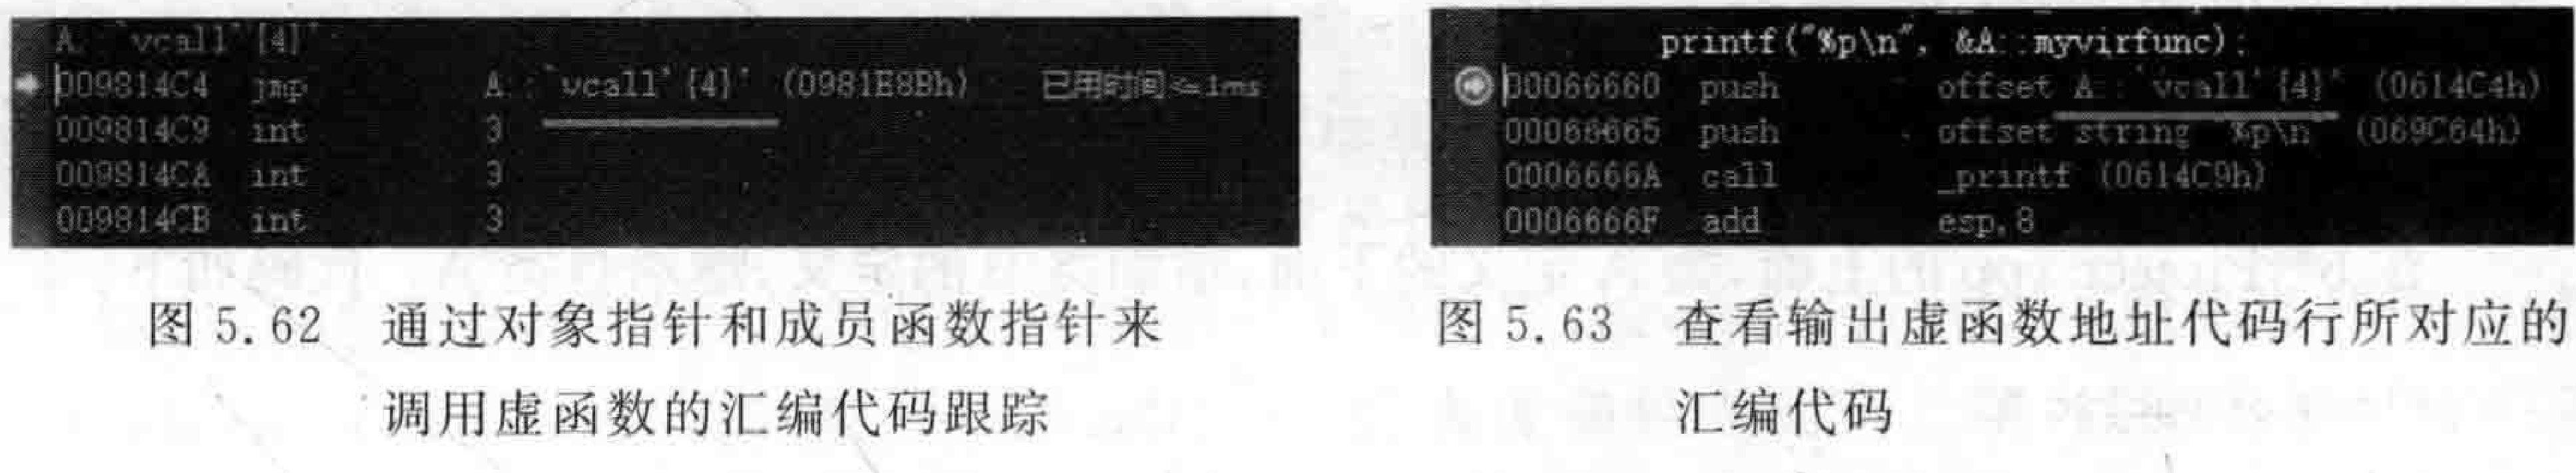 A::`vcall'{4}'
009814C4 jmp A::`vcall'{4}' (0981E8Bh) 已用时间<=1ms
009814C9 int 3
009814CA int 3
009814CB int 3
图 5.62 通过对象指针和成员函数指针来
调用虚函数的汇编代码跟踪
printf("%p\n", &A::myvirfunc);
00066660 push offset A::`vcall'{4}' (0614C4h)
00066665 push offset string "%p\n" (069C64h)
0006666A call _printf (0614C9h)
0006666F add esp,8
图 5.63 查看输出虚函数地址代码行所对应的
汇编代码